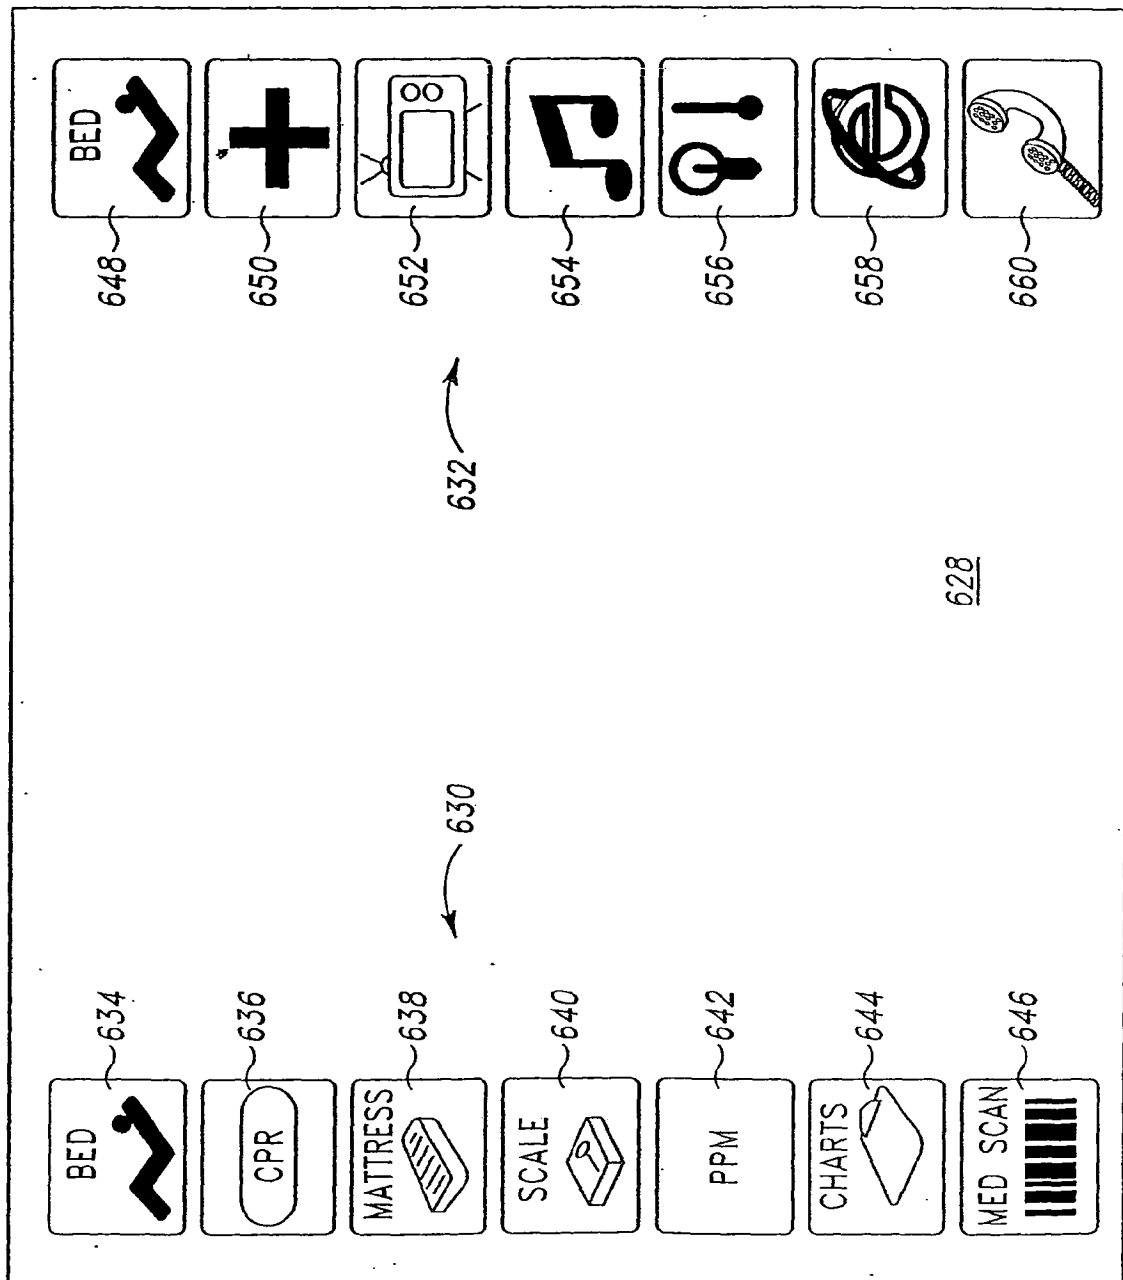 BED 634 648 BED
CPR 636 650
MATTRESS 638 652
630 632
SCALE 640 654
PPM 642 656
CHARTS 644 658
628
MED SCAN 646 660